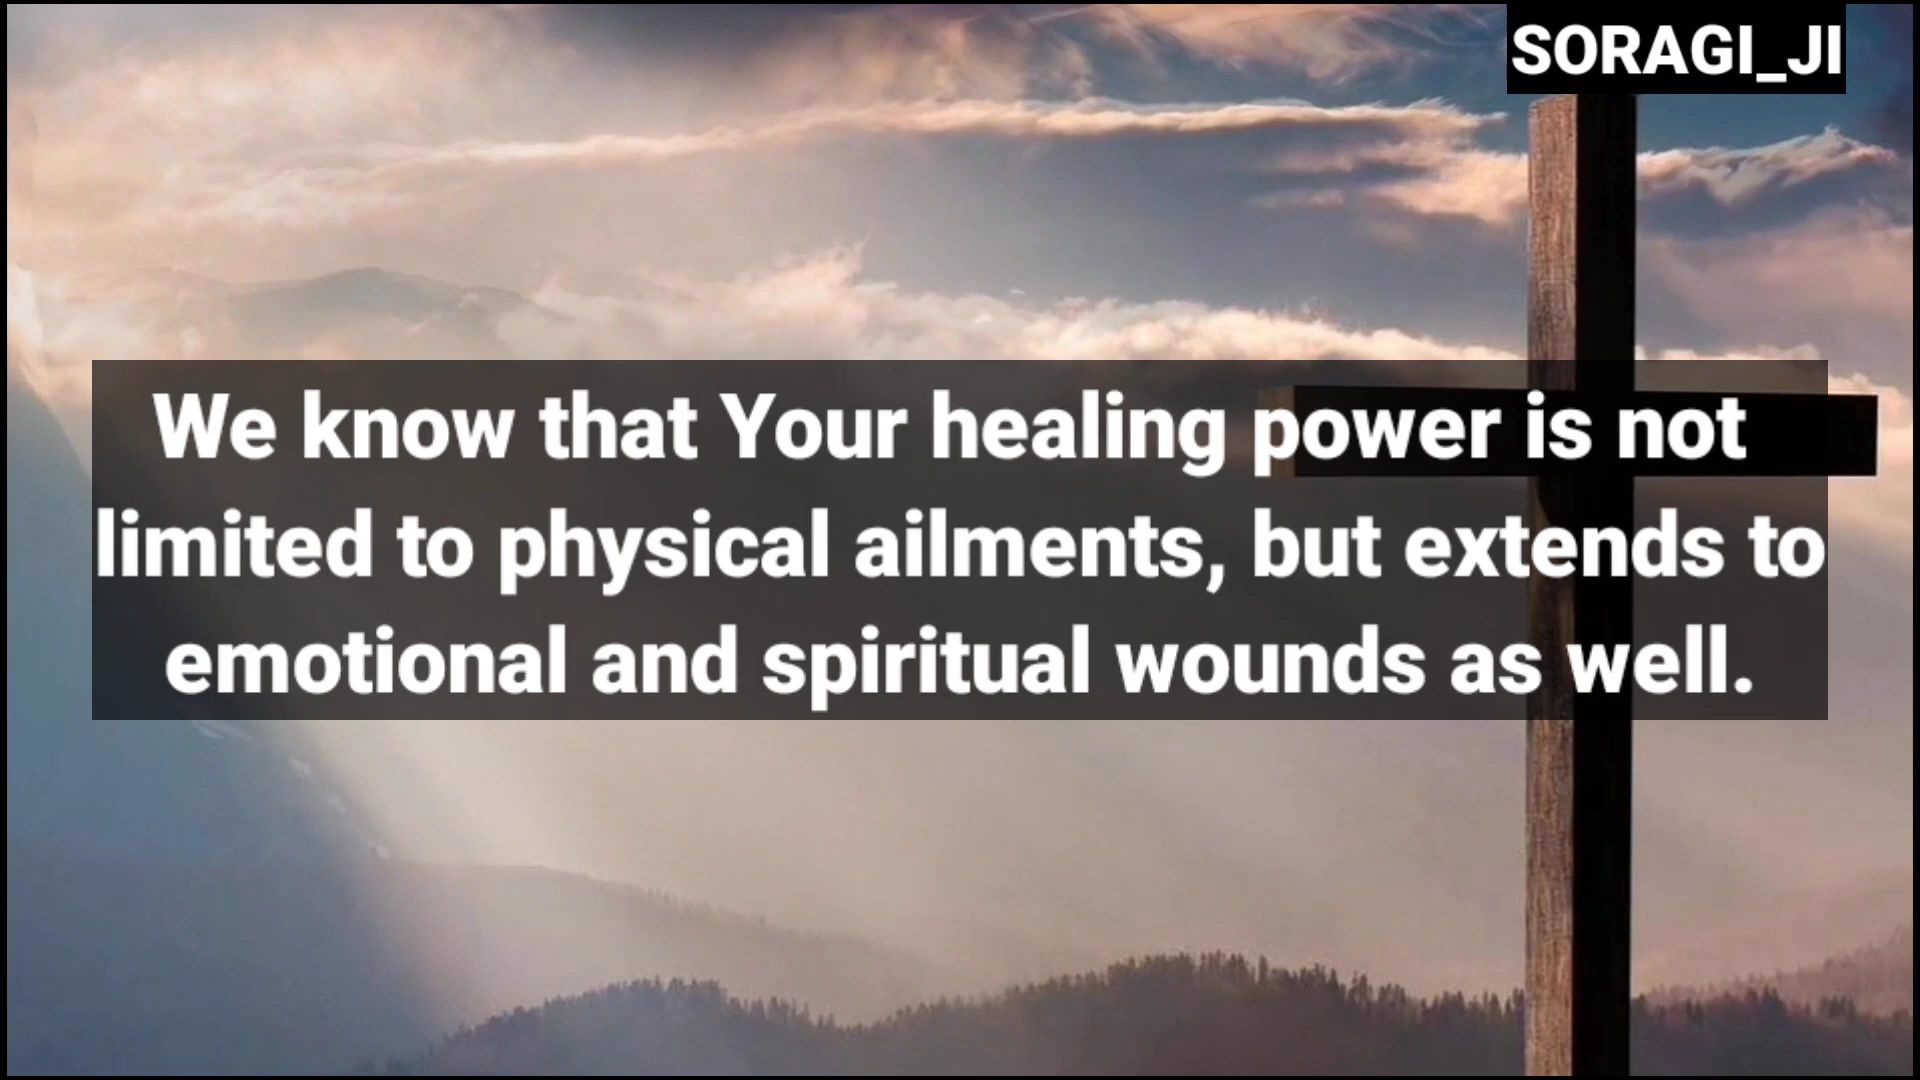 SORAGI_JI
We know that Your healing power is not
limited to physical ailments, but extends to
emotional and spiritual wounds as well.